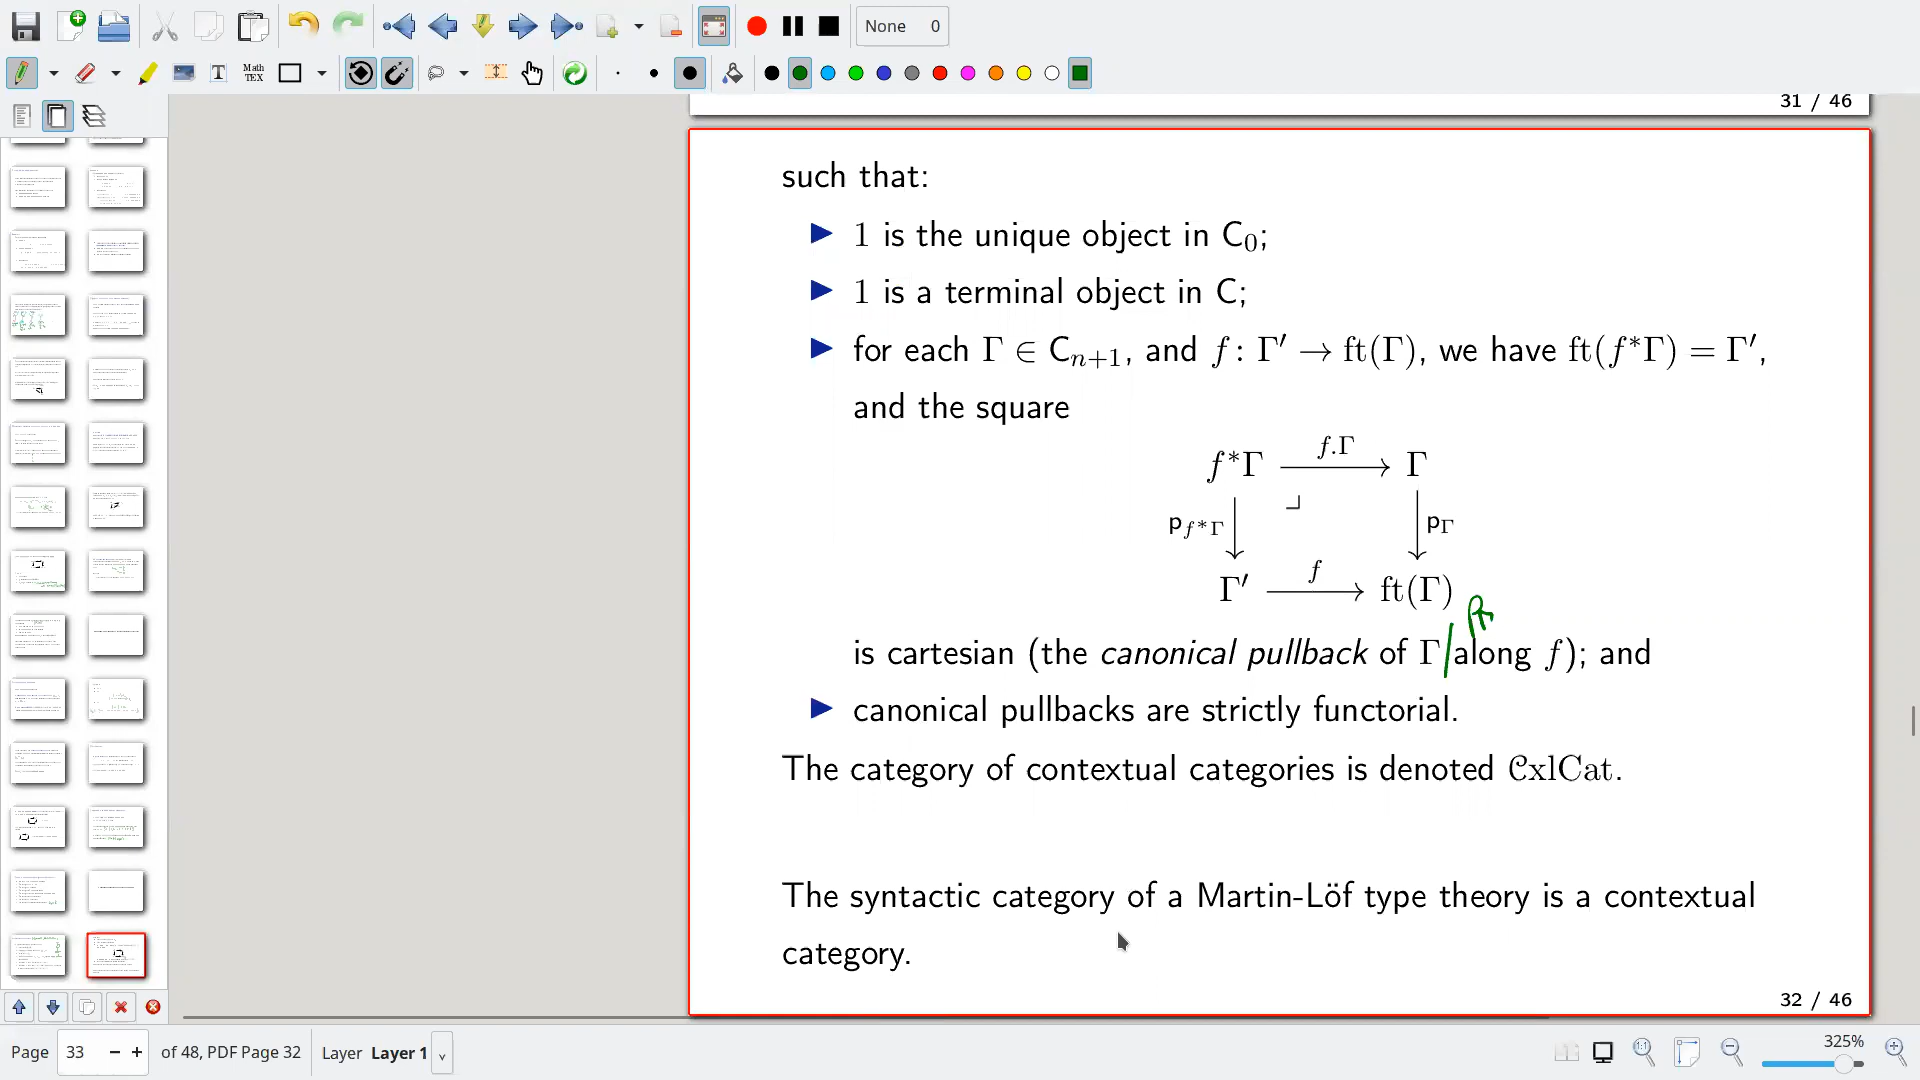 None 0
T Math TEX
31 / 46
such that:
▶ 1 is the unique object in C₀;
▶ 1 is a terminal object in C;
▶ for each Γ ∈ Cₙ₊₁, and f : Γ′ → ft(Γ), we have ft(f*Γ) = Γ′,
and the square
f*Γ f.Γ Γ
p_{f*Γ} ⌟ p_Γ
Γ′ f ft(Γ)
is cartesian (the canonical pullback of Γ along f); and
▶ canonical pullbacks are strictly functorial.
The category of contextual categories is denoted CxlCat.
The syntactic category of a Martin-Löf type theory is a contextual
category.
32 / 46
Page 33 of 48, PDF Page 32 Layer Layer 1
1:1
325%